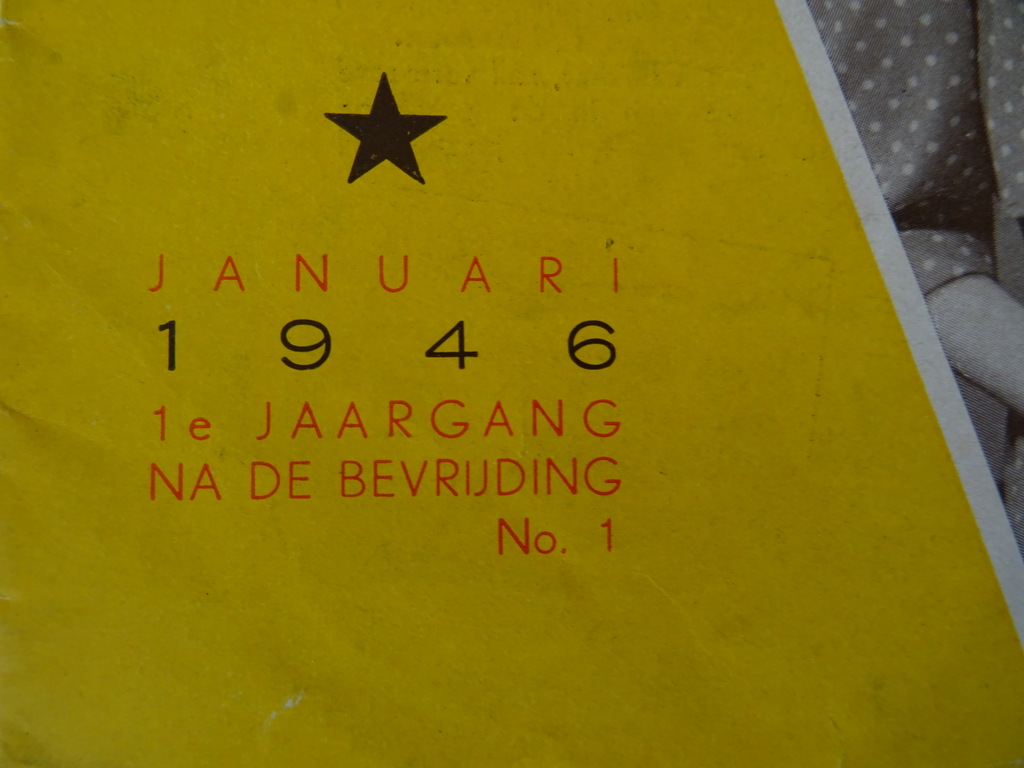 JANUARI
1946
1e JAARGANG
NA DE BEVRIJDING
No. 1